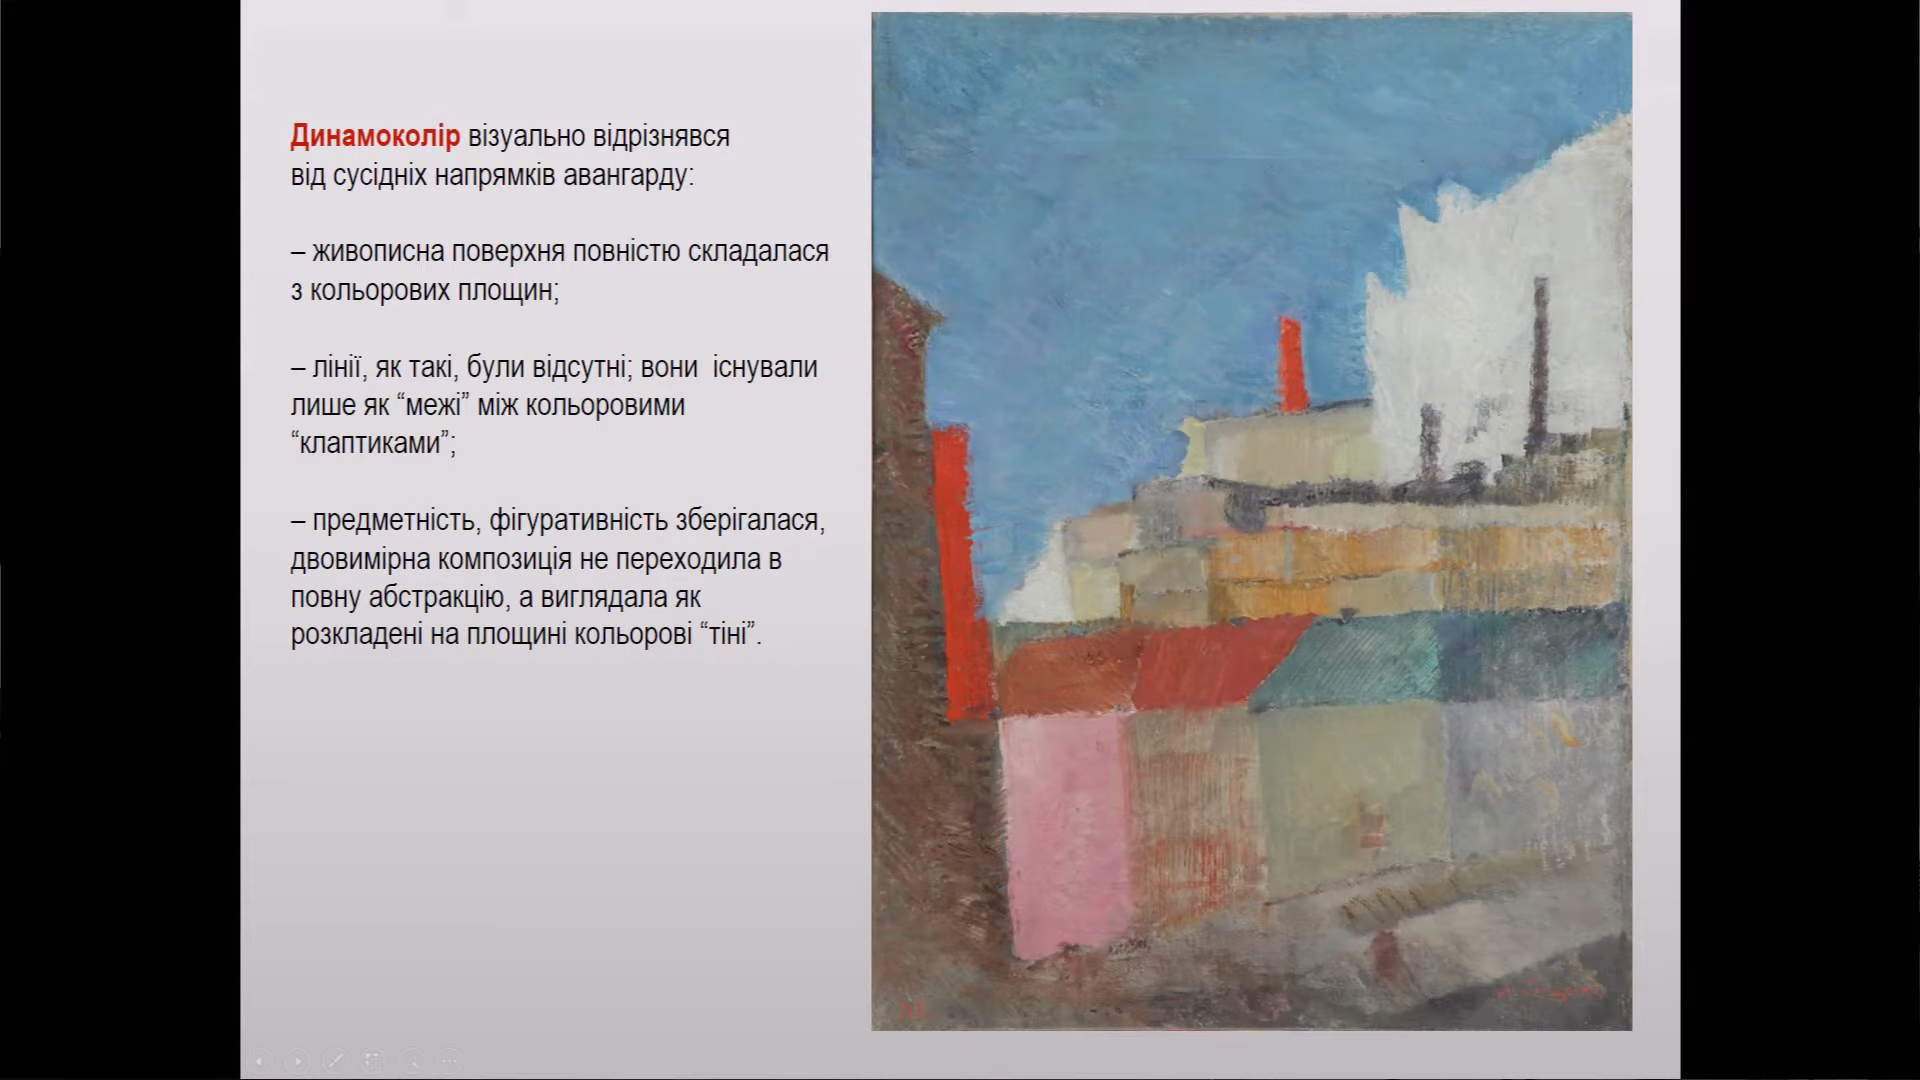 Динамоколір візуально відрізнявся
від сусідніх напрямків авангарду:
– живописна поверхня повністю складалася
з кольорових площин;
– лінії, як такі, були відсутні; вони існували
лише як “межі” між кольоровими
“клаптиками”;
– предметність, фігуративність зберігалася,
двовимірна композиція не переходила в
повну абстракцію, а виглядала як
розкладені на площині кольорові “тіні”.